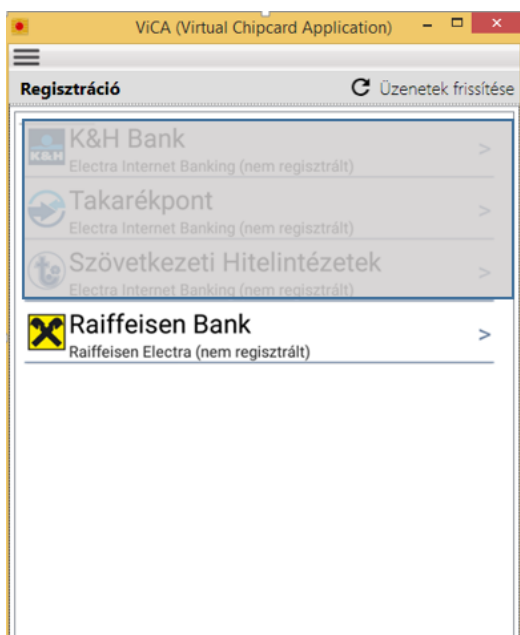 ViCA (Virtual Chipcard Application)
Regisztráció
Üzenetek frissítése
K&H Bank
K&H
Electra Internet Banking (nem regisztrált)
>
Takarékpont
Electra Internet Banking (nem regisztrált)
>
Szövetkezeti Hitelintézetek
Electra Internet Banking (nem regisztrált)
>
Raiffeisen Bank
Raiffeisen Electra (nem regisztrált)
>